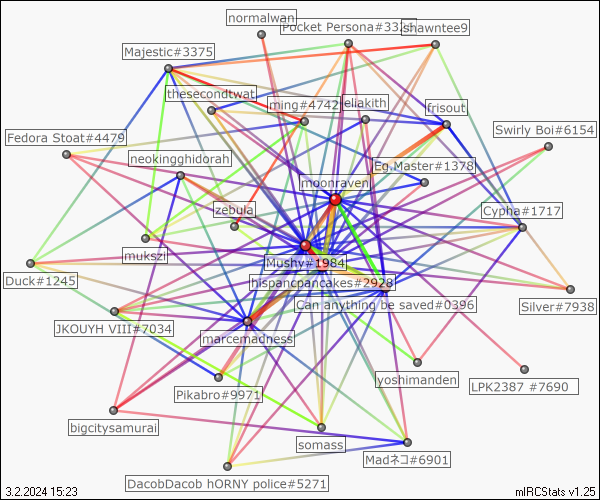 normalwan
Pocket Persona#33
shawntee9
Majestic#3375
thesecondtwat
ming#4742
eliakith
frisout
Swirly Boi#6154
Fedora Stoat#4479
neokingghidorah
Eg.Master#1378
moonraven
zebula
Cypha#1717
mukszi
Mushy#1984
Duck#1245
hispancpancakes#2928
Can anything be saved#0396
Silver#7938
JKOUYH VIII#7034
marcemadness
yoshimanden
LPK2387 #7690
Pikabro#9971
bigcitysamurai
somass
Madネコ#6901
DacobDacob hORNY police#5271
3.2.2024 15:23
mIRCStats v1.25